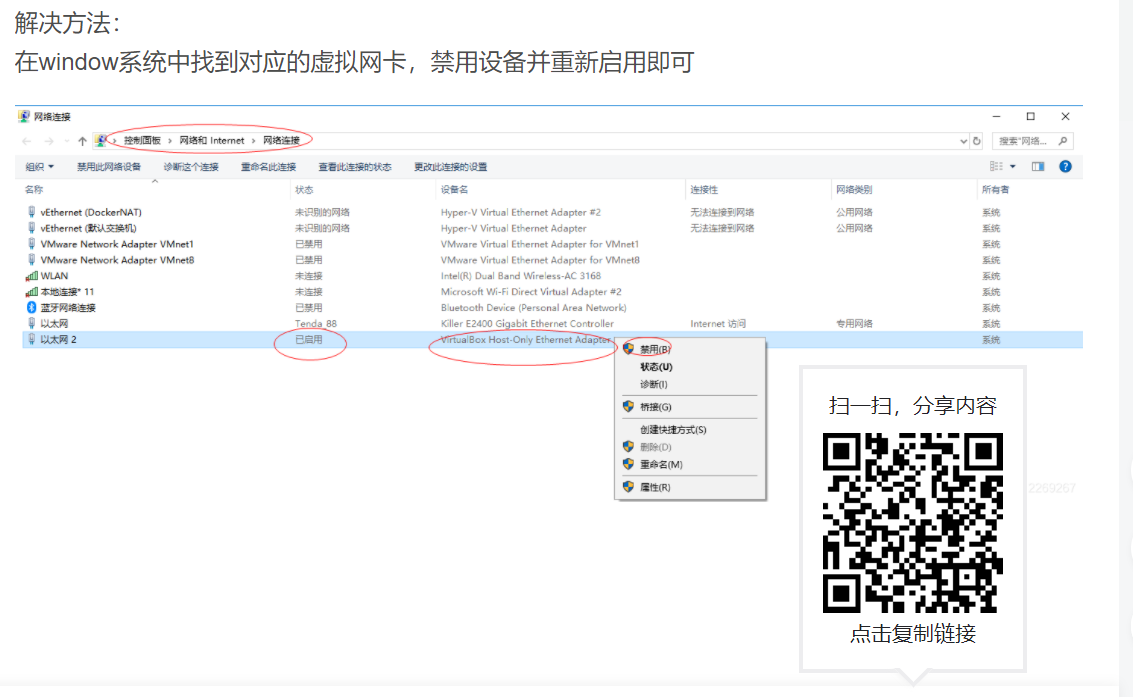 解决方法：
在window系统中找到对应的虚拟网卡，禁用设备并重新启用即可
网络连接
控制面板 › 网络和 Internet › 网络连接
搜索"网络...
组织 禁用此网络设备 诊断这个连接 重命名此连接 查看此连接的状态 更改此连接的设置
名称 状态 设备名 连接性 网络类别 所有者
vEthernet (DockerNAT) 未识别的网络 Hyper-V Virtual Ethernet Adapter #2 无法连接到网络 公用网络 系统
vEthernet (默认交换机) 未识别的网络 Hyper-V Virtual Ethernet Adapter 无法连接到网络 公用网络 系统
VMware Network Adapter VMnet1 已禁用 VMware Virtual Ethernet Adapter for VMnet1 系统
VMware Network Adapter VMnet8 已禁用 VMware Virtual Ethernet Adapter for VMnet8 系统
WLAN 未连接 Intel(R) Dual Band Wireless-AC 3168 系统
本地连接* 11 未连接 Microsoft Wi-Fi Direct Virtual Adapter #2 系统
蓝牙网络连接 已禁用 Bluetooth Device (Personal Area Network) 系统
以太网 Tenda_88 Killer E2400 Gigabit Ethernet Controller Internet 访问 专用网络 系统
以太网 2 已启用 VirtualBox Host-Only Ethernet Adapter 系统
禁用(B)
状态(U)
诊断(I)
桥接(G)
创建快捷方式(S)
删除(D)
重命名(M)
属性(R)
扫一扫，分享内容
点击复制链接
2269267